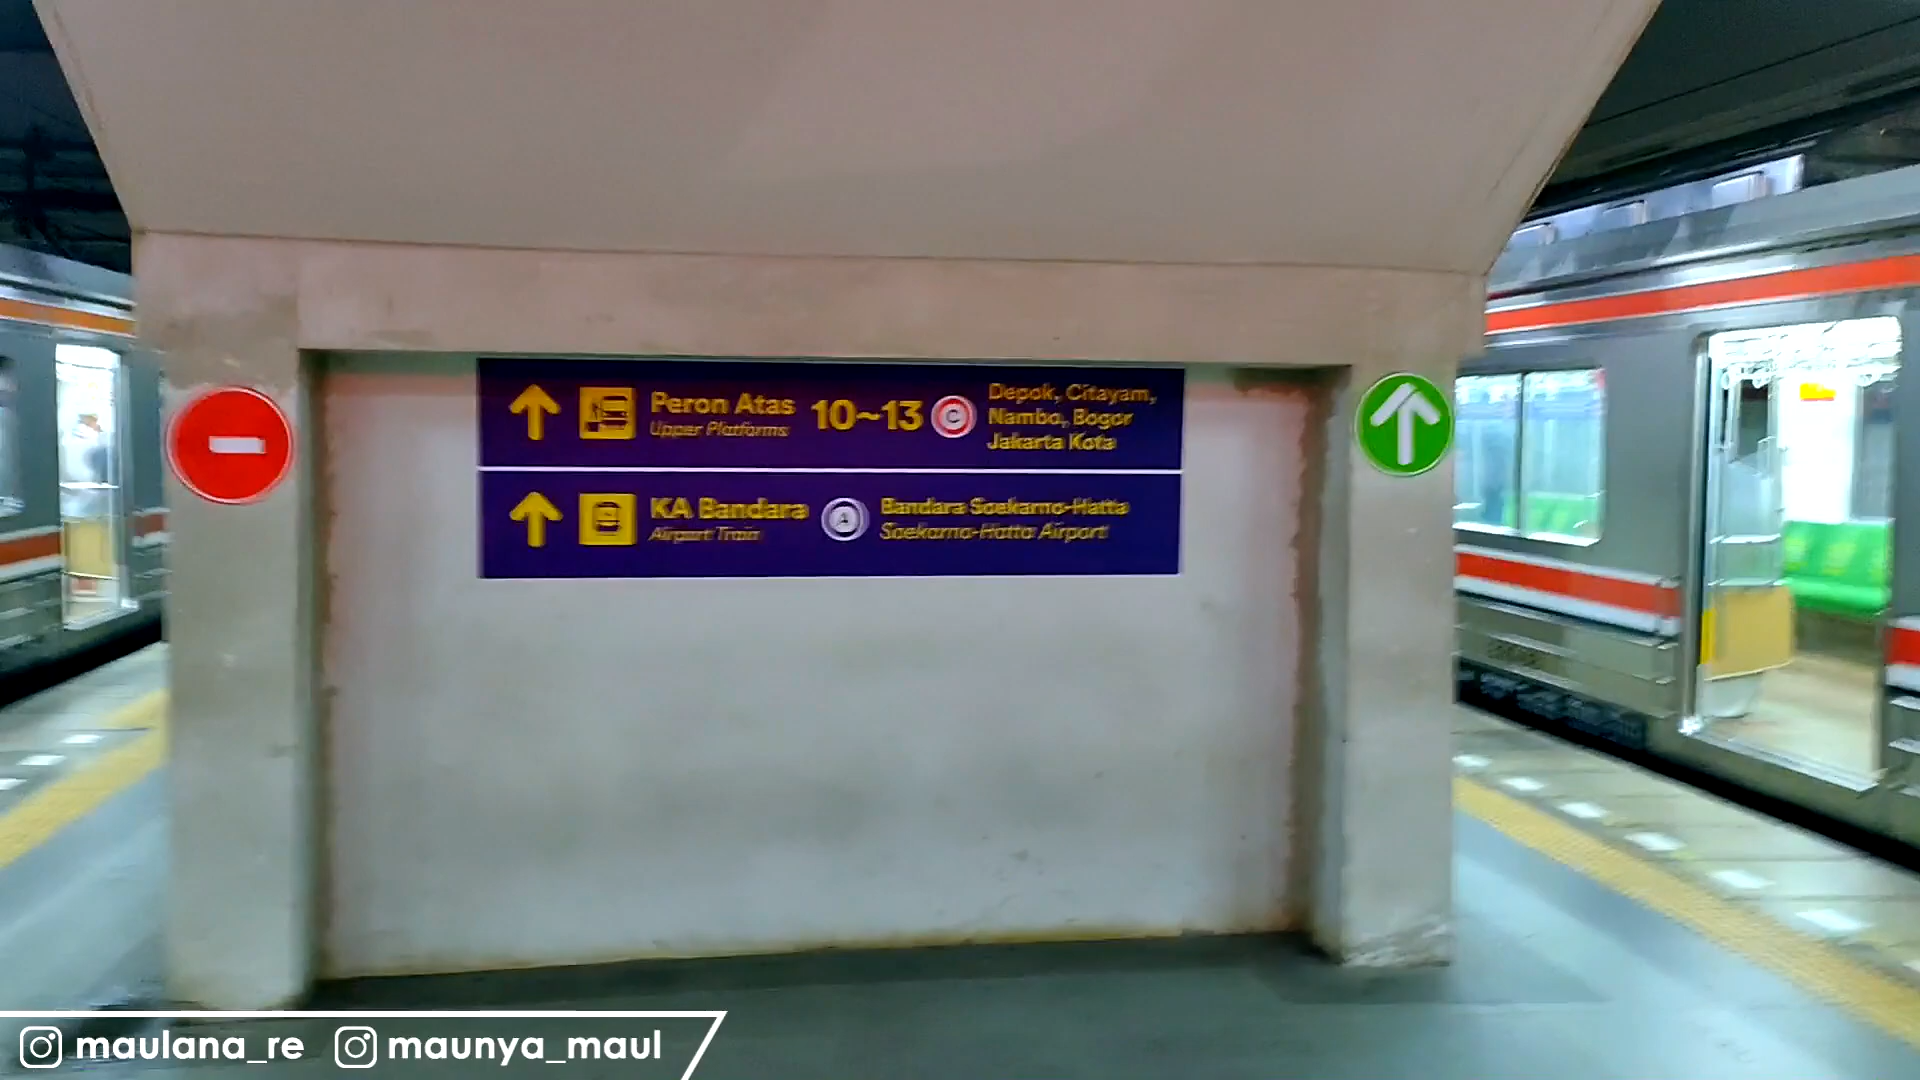 Peron Atas
Upper Platforms
10~13
C
Depok, Citayam,
Nambo, Bogor
Jakarta Kota
KA Bandara
Airport Train
A
Bandara Soekarno-Hatta
Soekarno-Hatta Airport
maulana_re maunya_maul